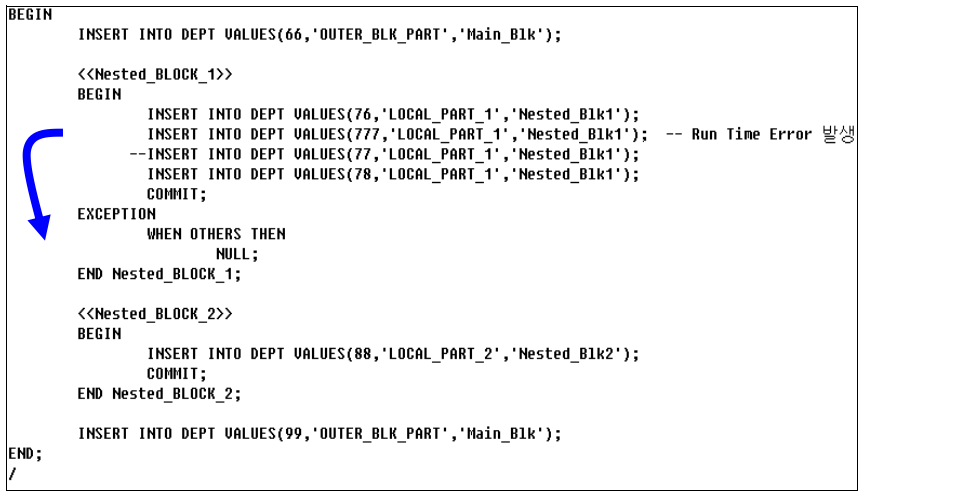 BEGIN
INSERT INTO DEPT VALUES(66,'OUTER_BLK_PART','Main_Blk');
<<Nested_BLOCK_1>>
BEGIN
INSERT INTO DEPT VALUES(76,'LOCAL_PART_1','Nested_Blk1');
INSERT INTO DEPT VALUES(777,'LOCAL_PART_1','Nested_Blk1'); -- Run Time Error 발생
--INSERT INTO DEPT VALUES(77,'LOCAL_PART_1','Nested_Blk1');
INSERT INTO DEPT VALUES(78,'LOCAL_PART_1','Nested_Blk1');
COMMIT;
EXCEPTION
WHEN OTHERS THEN
NULL;
END Nested_BLOCK_1;
<<Nested_BLOCK_2>>
BEGIN
INSERT INTO DEPT VALUES(88,'LOCAL_PART_2','Nested_Blk2');
COMMIT;
END Nested_BLOCK_2;
INSERT INTO DEPT VALUES(99,'OUTER_BLK_PART','Main_Blk');
END;
/